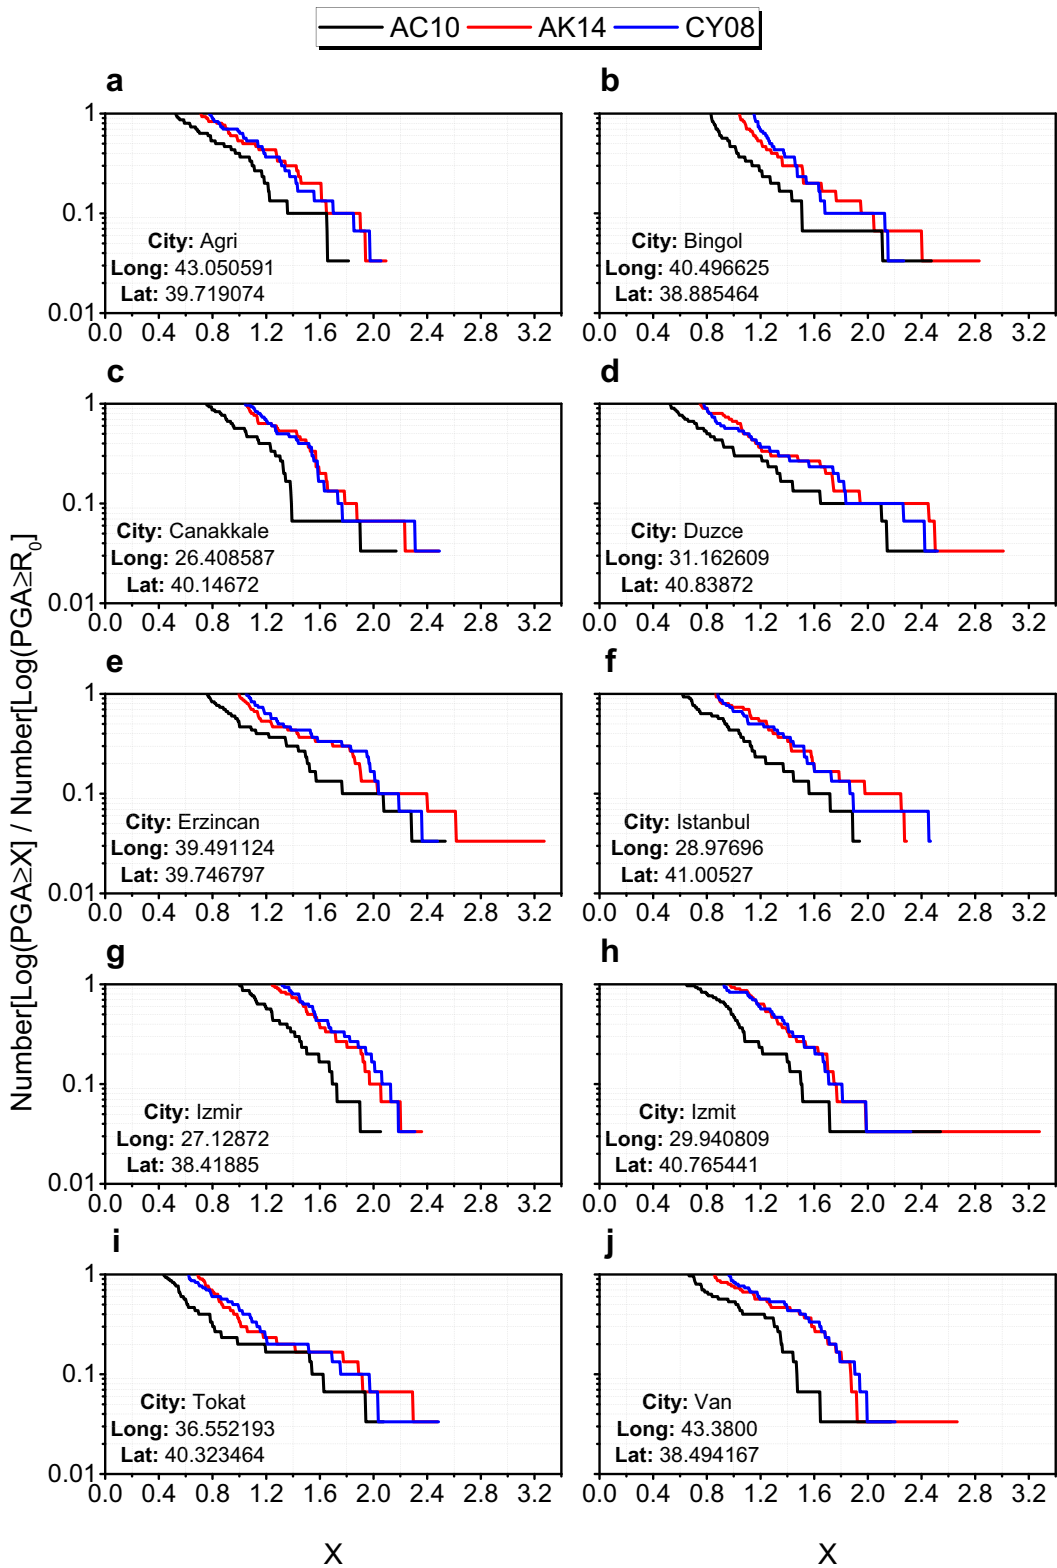 AC10 AK14 CY08
a b
1
0.1
0.01
City: Agri
Long: 43.050591
Lat: 39.719074
0.0 0.4 0.8 1.2 1.6 2.0 2.4 2.8 3.2
City: Bingol
Long: 40.496625
Lat: 38.885464
0.0 0.4 0.8 1.2 1.6 2.0 2.4 2.8 3.2
c d
1
0.1
0.01
City: Canakkale
Long: 26.408587
Lat: 40.14672
0.0 0.4 0.8 1.2 1.6 2.0 2.4 2.8 3.2
City: Duzce
Long: 31.162609
Lat: 40.83872
0.0 0.4 0.8 1.2 1.6 2.0 2.4 2.8 3.2
Number[Log(PGA≥X] / Number[Log(PGA≥R0]
e f
1
0.1
0.01
City: Erzincan
Long: 39.491124
Lat: 39.746797
0.0 0.4 0.8 1.2 1.6 2.0 2.4 2.8 3.2
City: Istanbul
Long: 28.97696
Lat: 41.00527
0.0 0.4 0.8 1.2 1.6 2.0 2.4 2.8 3.2
g h
1
0.1
0.01
City: Izmir
Long: 27.12872
Lat: 38.41885
0.0 0.4 0.8 1.2 1.6 2.0 2.4 2.8 3.2
City: Izmit
Long: 29.940809
Lat: 40.765441
0.0 0.4 0.8 1.2 1.6 2.0 2.4 2.8 3.2
i j
1
0.1
0.01
City: Tokat
Long: 36.552193
Lat: 40.323464
0.0 0.4 0.8 1.2 1.6 2.0 2.4 2.8 3.2
City: Van
Long: 43.3800
Lat: 38.494167
0.0 0.4 0.8 1.2 1.6 2.0 2.4 2.8 3.2
X X